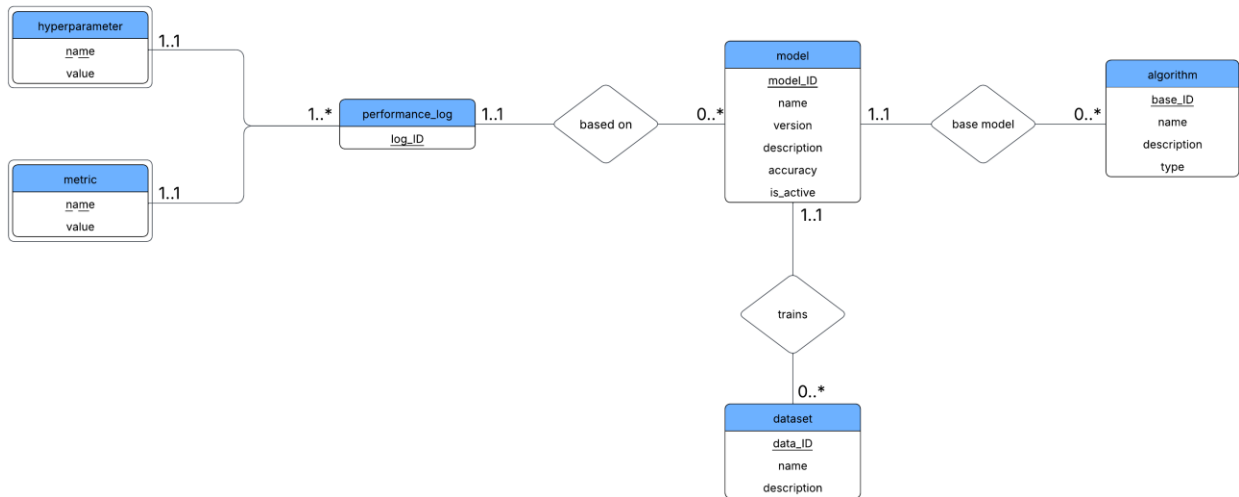 hyperparameter
name
value
1..1
metric
name
value
1..1
1..*
performance_log
log_ID
1..1
based on
0..*
model
model_ID
name
version
description
accuracy
is_active
1..1
base model
0..*
algorithm
base_ID
name
description
type
1..1
trains
0..*
dataset
data_ID
name
description